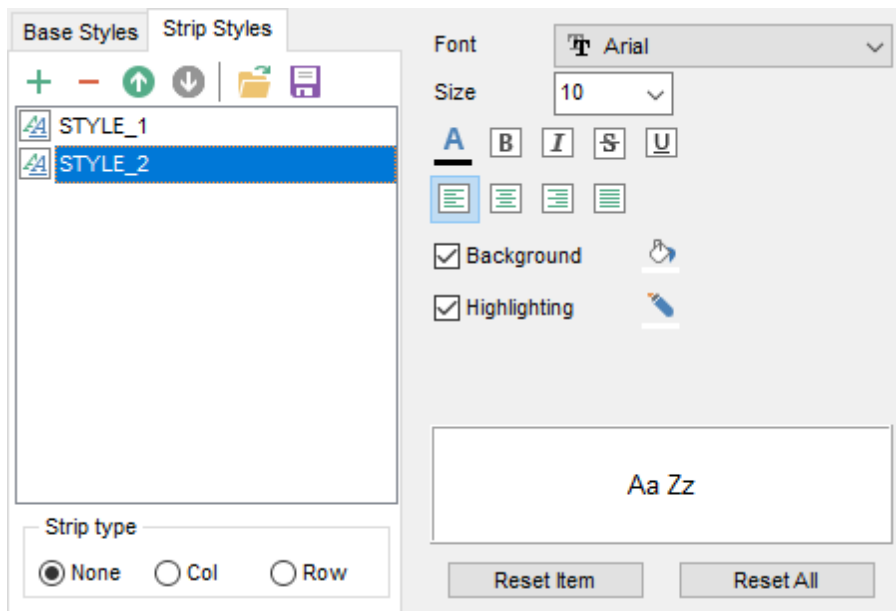 Base Styles
Strip Styles
STYLE_1
STYLE_2
Strip type
None
Col
Row
Font
Arial
Size
10
A
B
I
S
U
Background
Highlighting
Aa Zz
Reset Item
Reset All